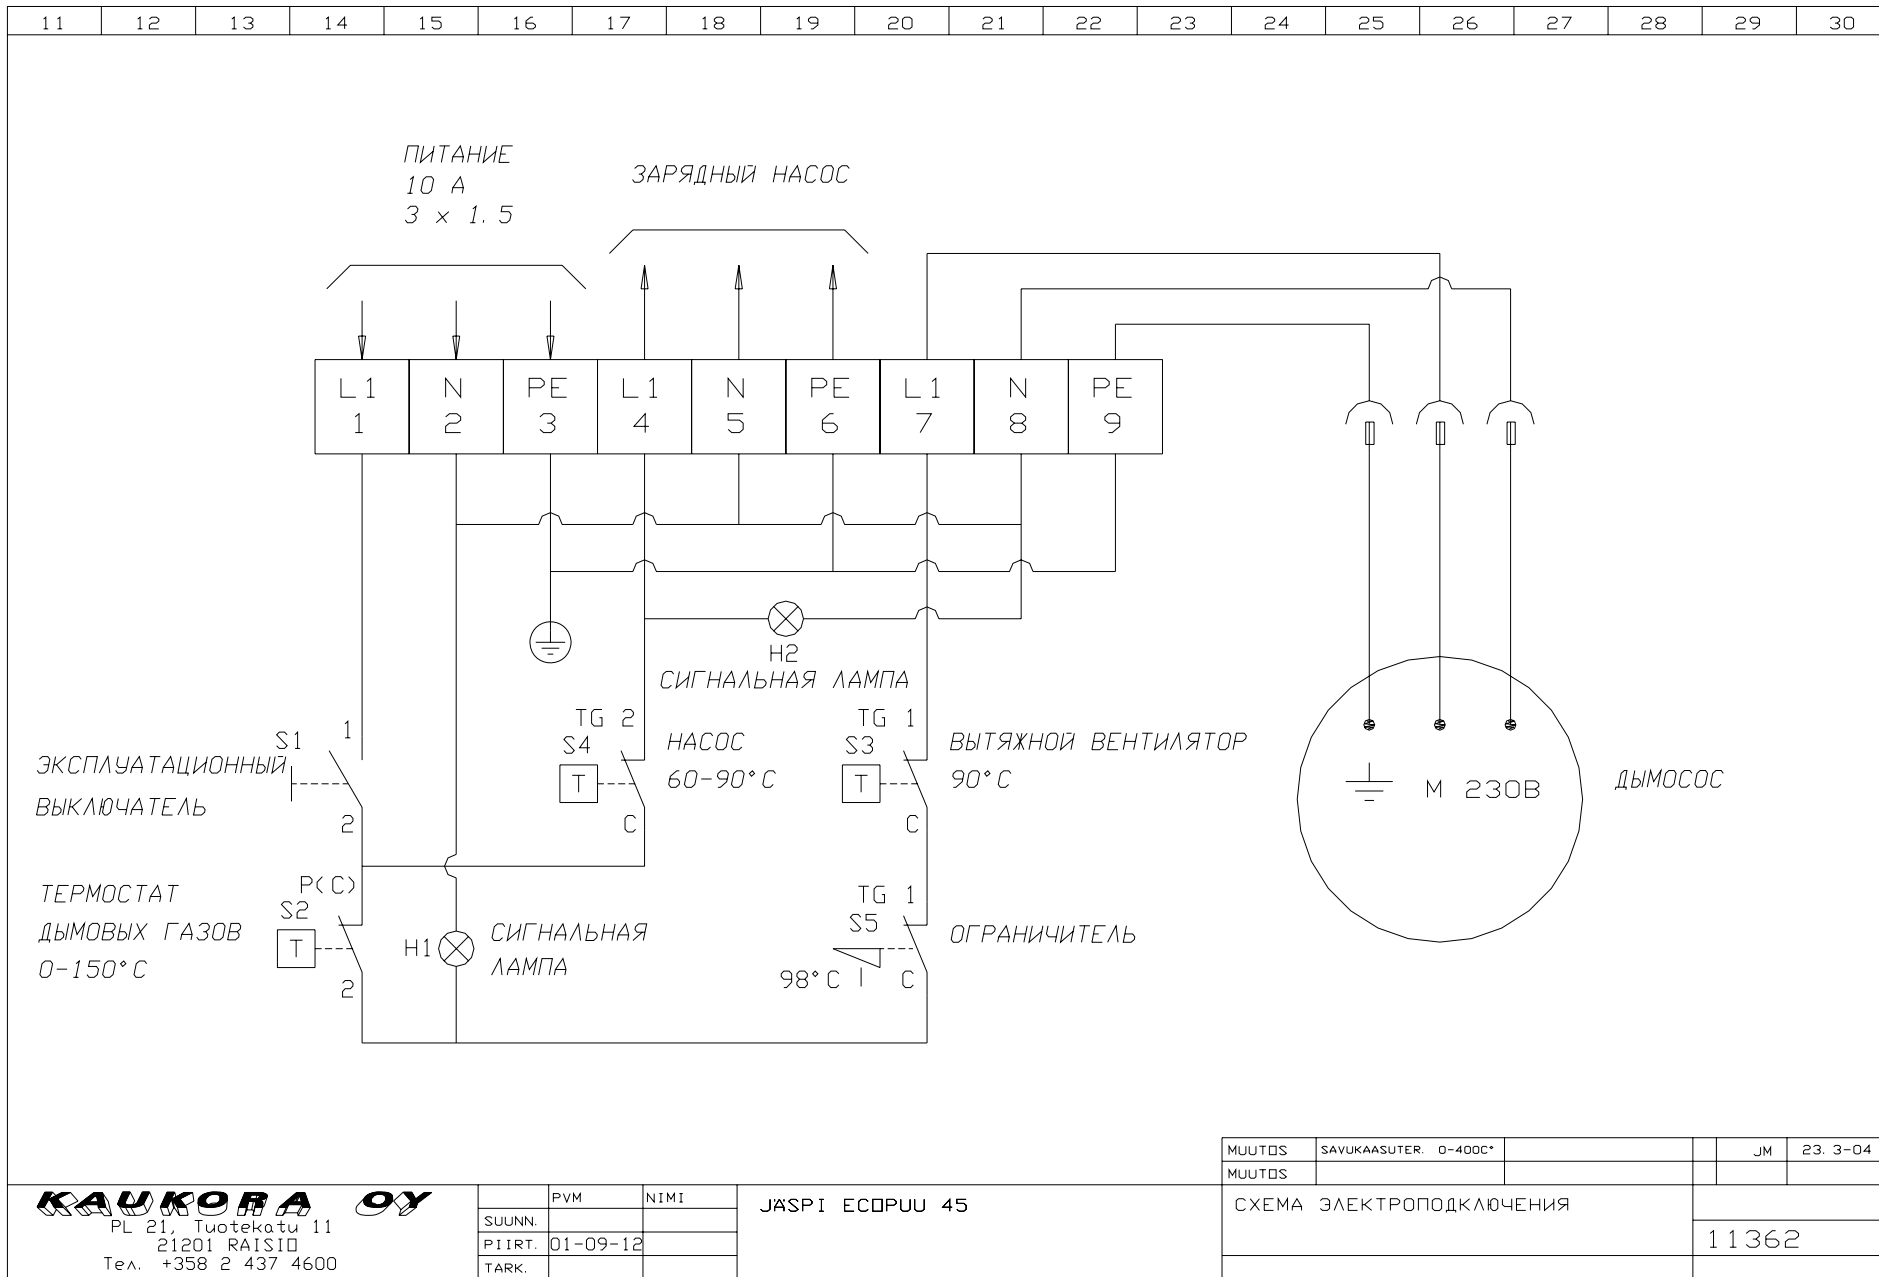 11 12 13 14 15 16 17 18 19 20 21 22 23 24 25 26 27 28 29 30
ПИТАНИЕ
10 A
3 x 1.5
ЗАРЯДНЫЙ НАСОС
L1 N PE L1 N PE L1 N PE
1 2 3 4 5 6 7 8 9
H2
СИГНАЛЬНАЯ ЛАМПА
S1 1
ЭКСПЛУАТАЦИОННЫЙ
ВЫКЛЮЧАТЕЛЬ
2
TG 2
S4
T
НАСОС
60-90°C
C
TG 1
S3
T
ВЫТЯЖНОЙ ВЕНТИЛЯТОР
90°C
C
M 230В
ДЫМОСОС
P(C)
S2
T
ТЕРМОСТАТ
ДЫМОВЫХ ГАЗОВ
0-150°C
2
H1
СИГНАЛЬНАЯ
ЛАМПА
TG 1
S5
ОГРАНИЧИТЕЛЬ
98°C C
MUUTOS SAVUKAASUTER. 0-400C° JM 23.3-04
MUUTOS
KAUKORA OY
PL 21, Tuotekatu 11
21201 RAISIO
Тел. +358 2 437 4600
PVM NIMI
SUUNN.
PIIRT. 01-09-12
TARK.
JÄSPI ECOPUU 45
СХЕМА ЭЛЕКТРОПОДКЛЮЧЕНИЯ
11362